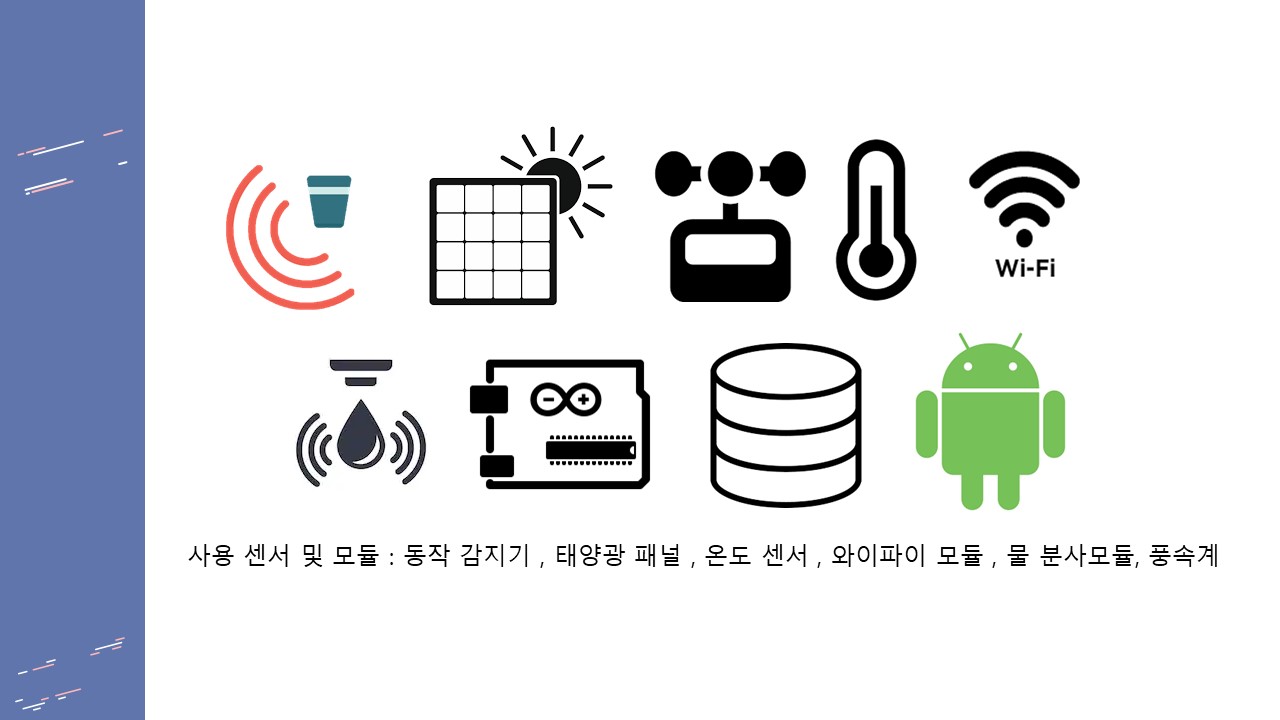 Wi-Fi
사용 센서 및 모듈 : 동작 감지기 , 태양광 패널 , 온도 센서 , 와이파이 모듈 , 물 분사모듈, 풍속계